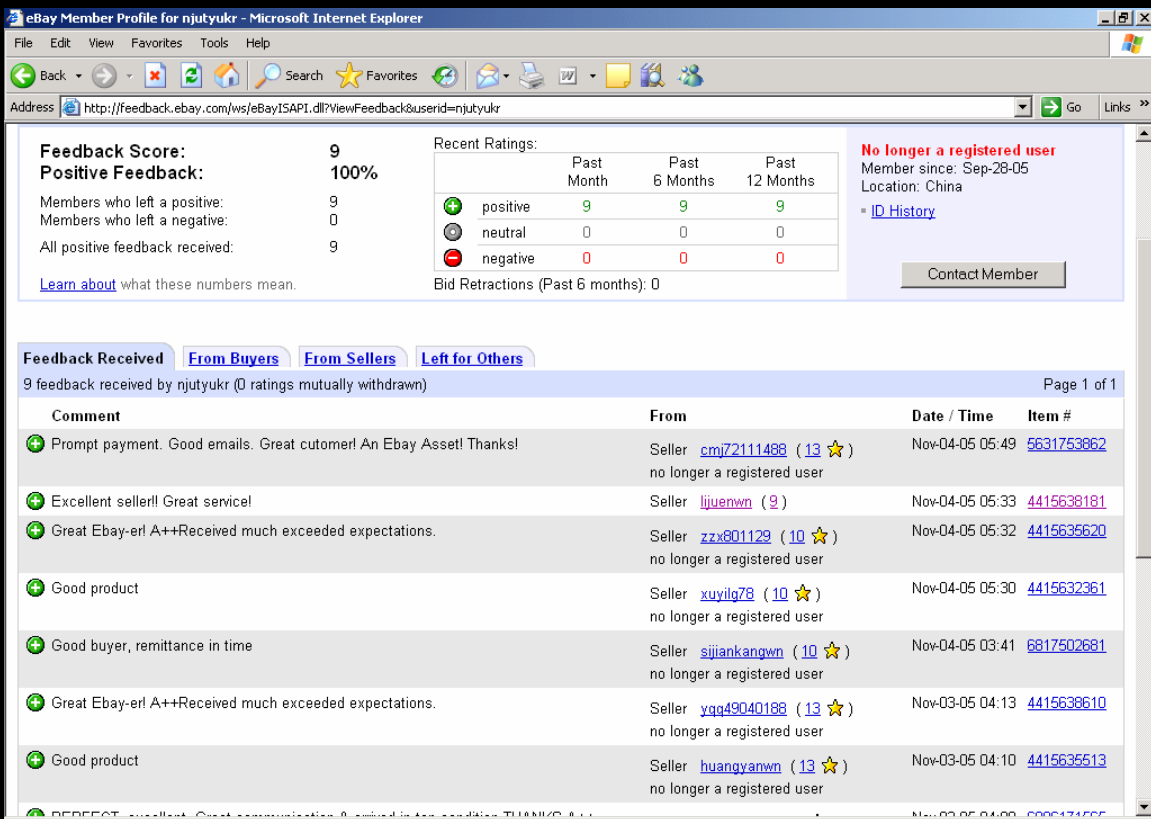 eBay Member Profile for njutyukr - Microsoft Internet Explorer
File Edit View Favorites Tools Help
Back Search Favorites
Address http://feedback.ebay.com/ws/eBayISAPI.dll?ViewFeedback&userid=njutyukr Go Links »
Feedback Score: 9
Positive Feedback: 100%
Members who left a positive: 9
Members who left a negative: 0
All positive feedback received: 9
Learn about what these numbers mean.
Recent Ratings:
Past Month Past 6 Months Past 12 Months
positive 9 9 9
neutral 0 0 0
negative 0 0 0
Bid Retractions (Past 6 months): 0
No longer a registered user
Member since: Sep-28-05
Location: China
ID History
Contact Member
Feedback Received From Buyers From Sellers Left for Others
9 feedback received by njutyukr (0 ratings mutually withdrawn) Page 1 of 1
Comment From Date / Time Item #
Prompt payment. Good emails. Great cutomer! An Ebay Asset! Thanks! Seller cmj72111488 ( 13 ) Nov-04-05 05:49 5631753862
no longer a registered user
Excellent seller!! Great service! Seller lijuenwn ( 9 ) Nov-04-05 05:33 4415638181
Great Ebay-er! A++Received much exceeded expectations. Seller zzx801129 ( 10 ) Nov-04-05 05:32 4415635620
no longer a registered user
Good product Seller xuyilg78 ( 10 ) Nov-04-05 05:30 4415632361
no longer a registered user
Good buyer, remittance in time Seller sijiankangwn ( 10 ) Nov-04-05 03:41 6817502681
no longer a registered user
Great Ebay-er! A++Received much exceeded expectations. Seller yqq49040188 ( 13 ) Nov-03-05 04:13 4415638610
no longer a registered user
Good product Seller huangyanwn ( 13 ) Nov-03-05 04:10 4415635513
no longer a registered user